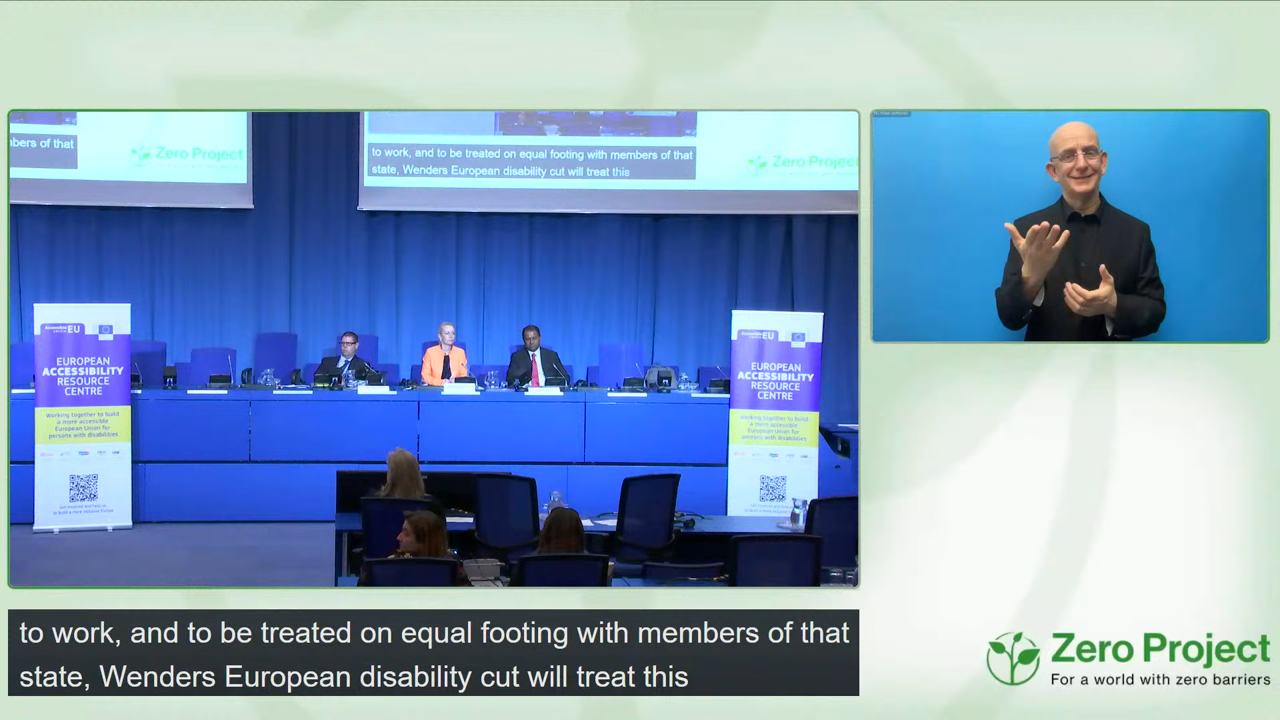 mbers of that
Zero Project
to work, and to be treated on equal footing with members of that
state, Wenders European disability cut will treat this
Zero Project
EU
EUROPEAN
ACCESSIBILITY
RESOURCE
CENTRE
working together to build
a more accessible
European Union for
persons with disabilities
EU
EUROPEAN
ACCESSIBILITY
RESOURCE
CENTRE
working together to build
a more accessible
European Union for
persons with disabilities
to work, and to be treated on equal footing with members of that
state, Wenders European disability cut will treat this
Zero Project
For a world with zero barriers